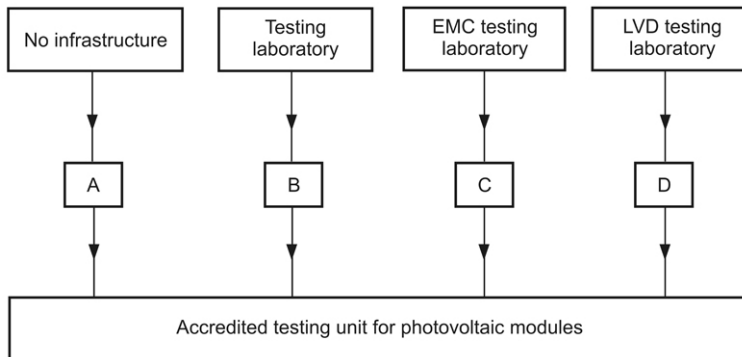 No infrastructure
Testing
laboratory
EMC testing
laboratory
LVD testing
laboratory
A
B
C
D
Accredited testing unit for photovoltaic modules